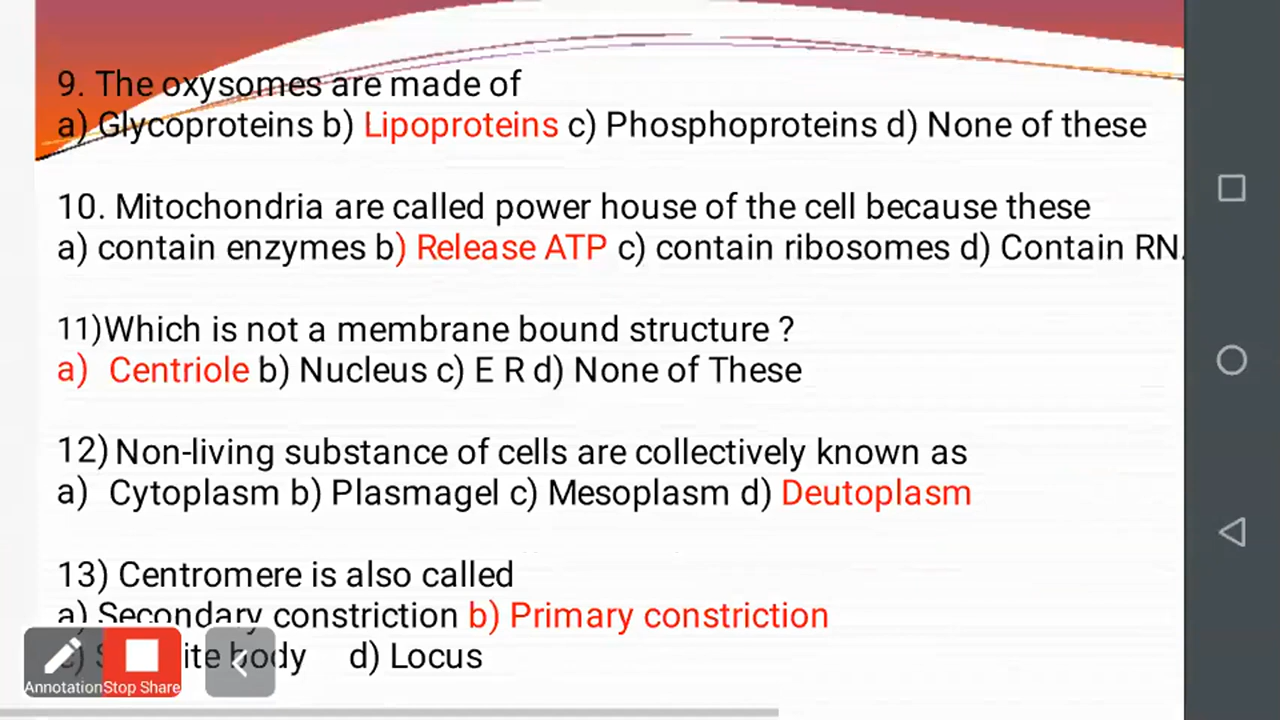 9. The oxysomes are made of
a) Glycoproteins b) Lipoproteins c) Phosphoproteins d) None of these
10. Mitochondria are called power house of the cell because these
a) contain enzymes b) Release ATP c) contain ribosomes d) Contain RN
11)Which is not a membrane bound structure ?
a) Centriole b) Nucleus c) E R d) None of These
12) Non-living substance of cells are collectively known as
a) Cytoplasm b) Plasmagel c) Mesoplasm d) Deutoplasm
13) Centromere is also called
a) Secondary constriction b) Primary constriction
body d) Locus
Annotation Stop Share